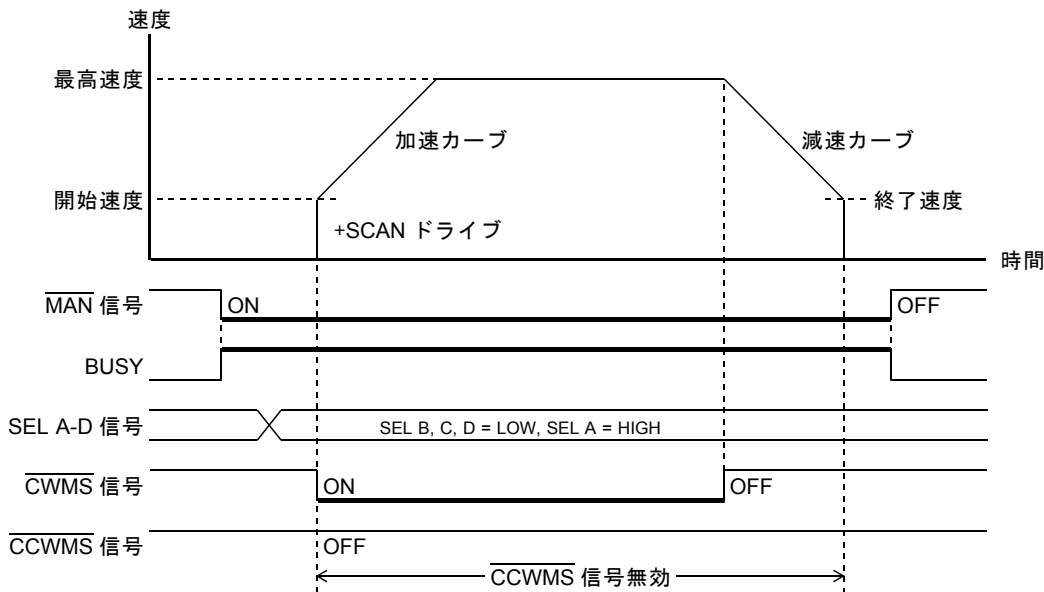 速度
最高速度
加速カーブ
減速カーブ
開始速度
終了速度
+SCAN ドライブ
時間
MAN 信号
ON
OFF
BUSY
SEL A-D 信号
SEL B, C, D = LOW, SEL A = HIGH
CWMS 信号
ON
OFF
CCWMS 信号
OFF
CCWMS 信号無効